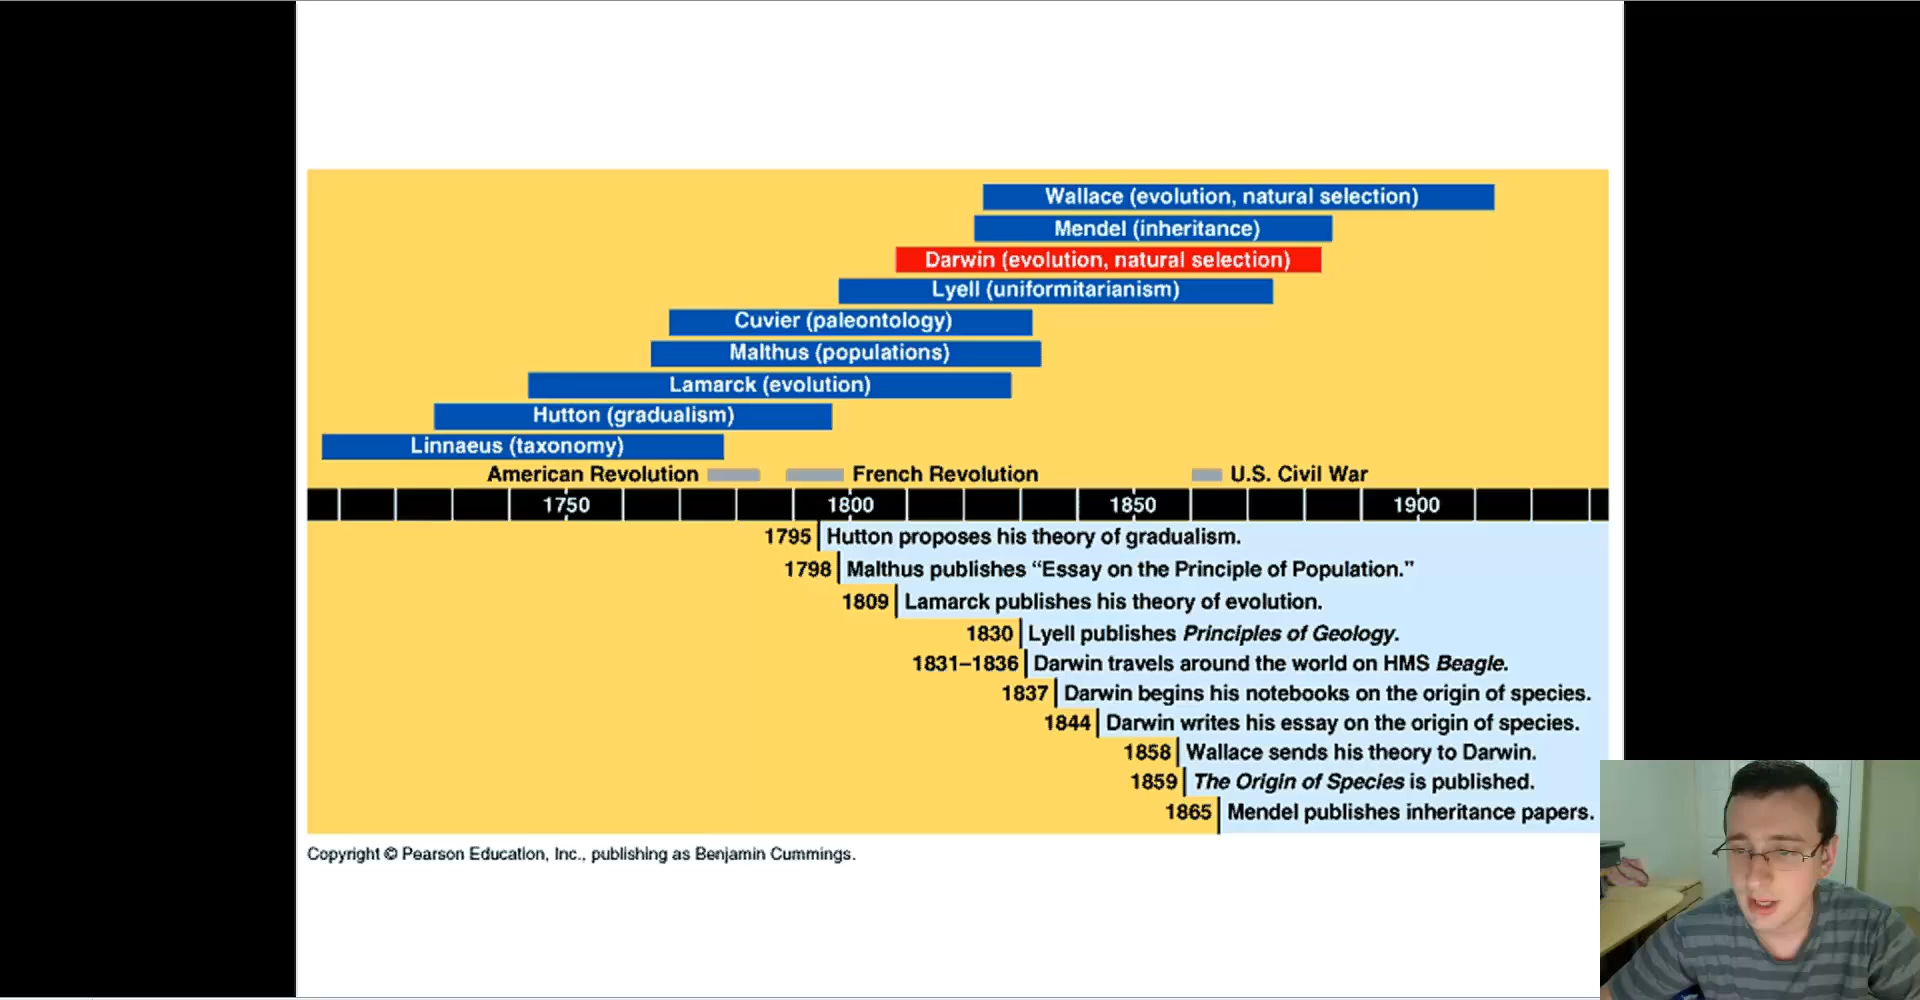 Wallace (evolution, natural selection)
Mendel (inheritance)
Darwin (evolution, natural selection)
Lyell (uniformitarianism)
Cuvier (paleontology)
Malthus (populations)
Lamarck (evolution)
Hutton (gradualism)
Linnaeus (taxonomy)
American Revolution French Revolution U.S. Civil War
1750 1800 1850 1900
1795 Hutton proposes his theory of gradualism.
1798 Malthus publishes “Essay on the Principle of Population.”
1809 Lamarck publishes his theory of evolution.
1830 Lyell publishes Principles of Geology.
1831–1836 Darwin travels around the world on HMS Beagle.
1837 Darwin begins his notebooks on the origin of species.
1844 Darwin writes his essay on the origin of species.
1858 Wallace sends his theory to Darwin.
1859 The Origin of Species is published.
1865 Mendel publishes inheritance papers.
Copyright © Pearson Education, Inc., publishing as Benjamin Cummings.